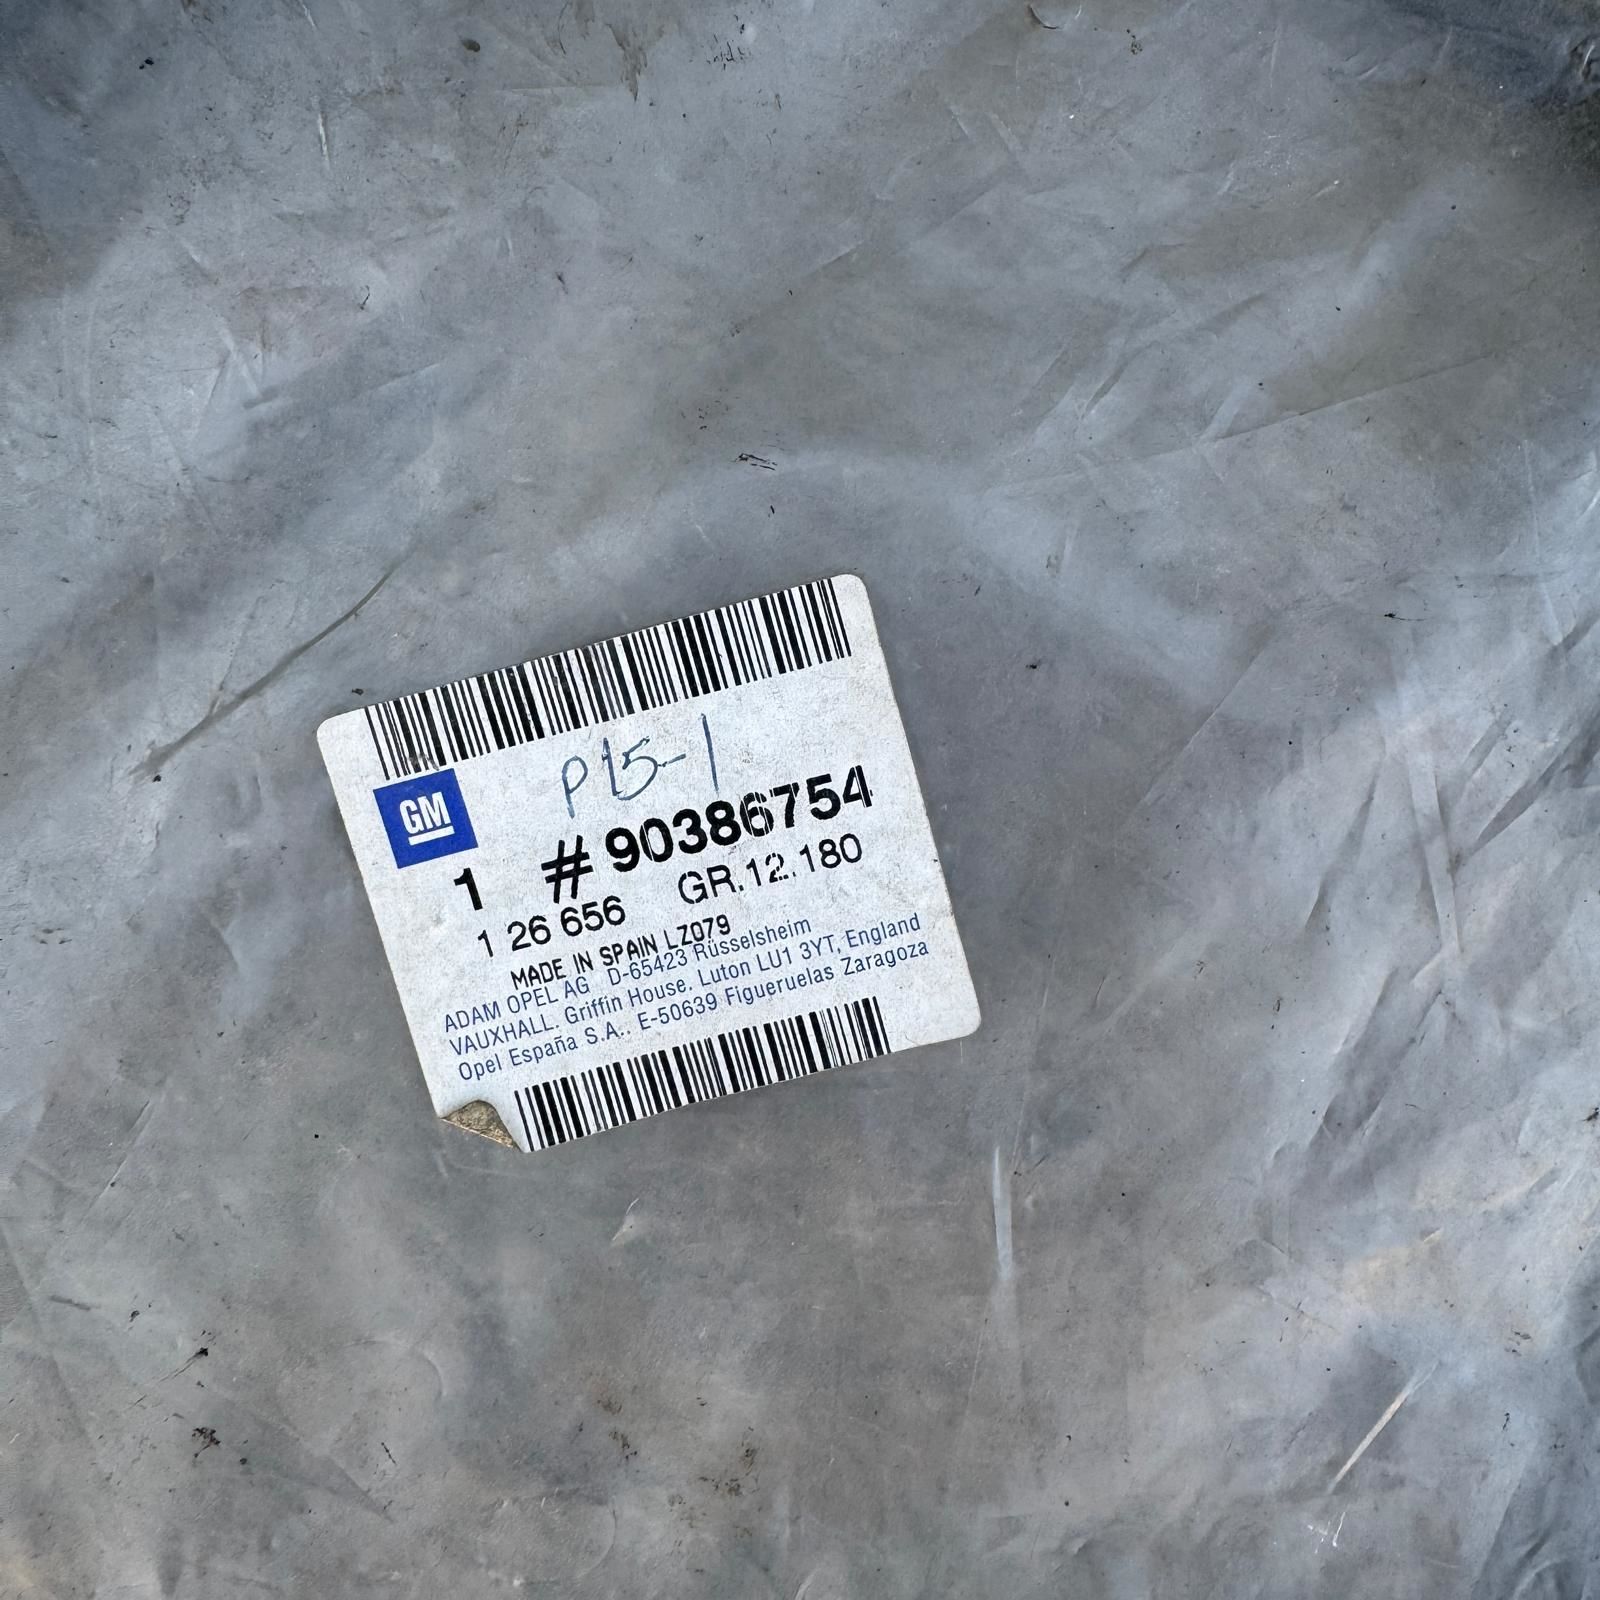 P15-1
GM
# 90386754
1
GR.12.180
1 26 656
MADE IN SPAIN LZ079
ADAM OPEL AG D-65423 Rüsselsheim
VAUXHALL. Griffin House. Luton LU1 3YT, England
Opel España S.A.. E-50639 Figueruelas Zaragoza